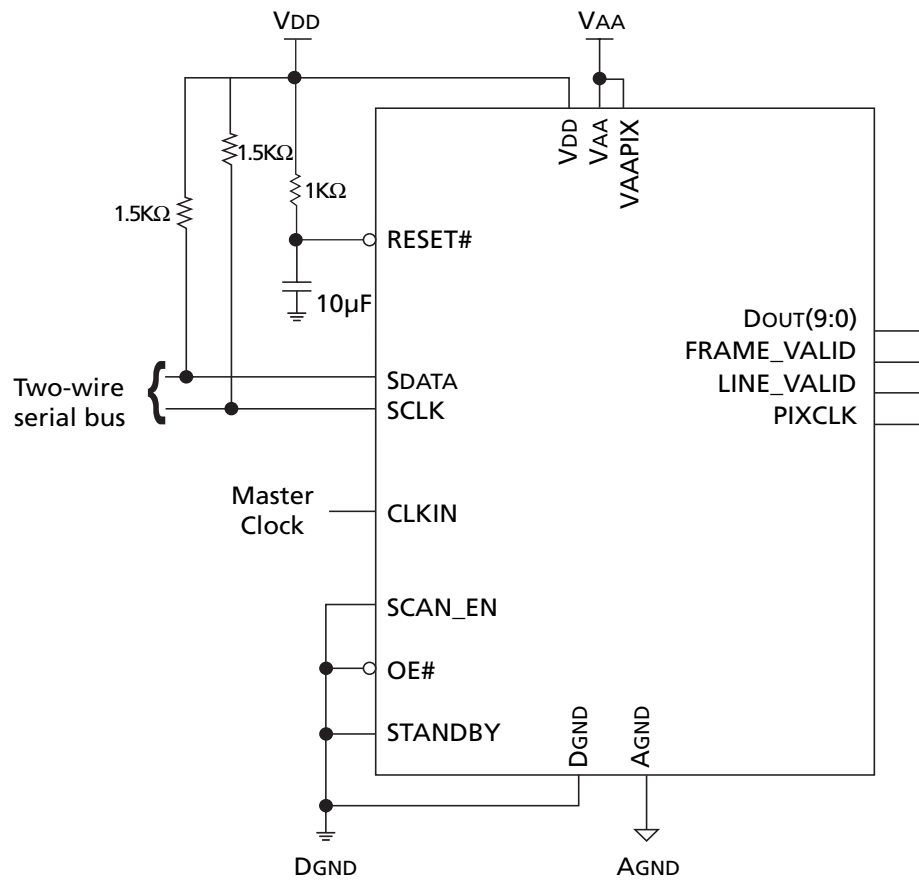 VDD
VAA
VDD
VAA
VAAPIX
1.5KΩ
1KΩ
1.5KΩ
RESET#
10µF
DOUT(9:0)
FRAME_VALID
LINE_VALID
PIXCLK
Two-wire
serial bus
SDATA
SCLK
Master
Clock
CLKIN
SCAN_EN
OE#
STANDBY
DGND
AGND
DGND
AGND